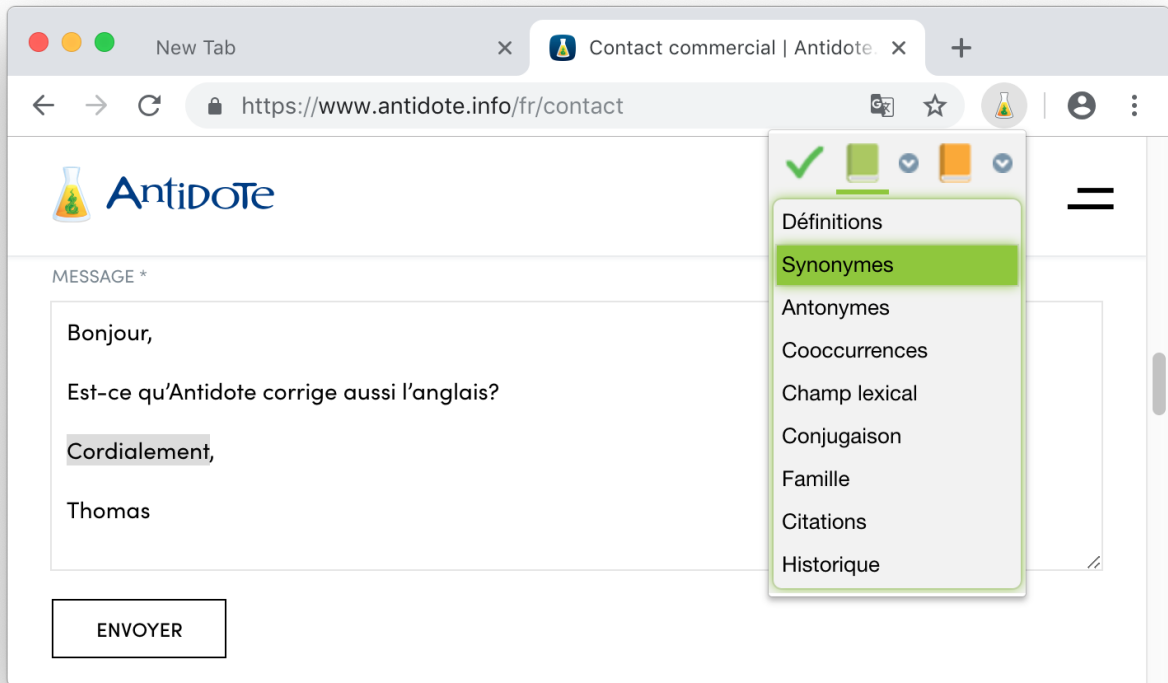 New Tab
Contact commercial | Antidote.
https://www.antidote.info/fr/contact
Antidote
MESSAGE *
Bonjour,
Est-ce qu’Antidote corrige aussi l’anglais?
Cordialement,
Thomas
ENVOYER
Définitions
Synonymes
Antonymes
Cooccurrences
Champ lexical
Conjugaison
Famille
Citations
Historique